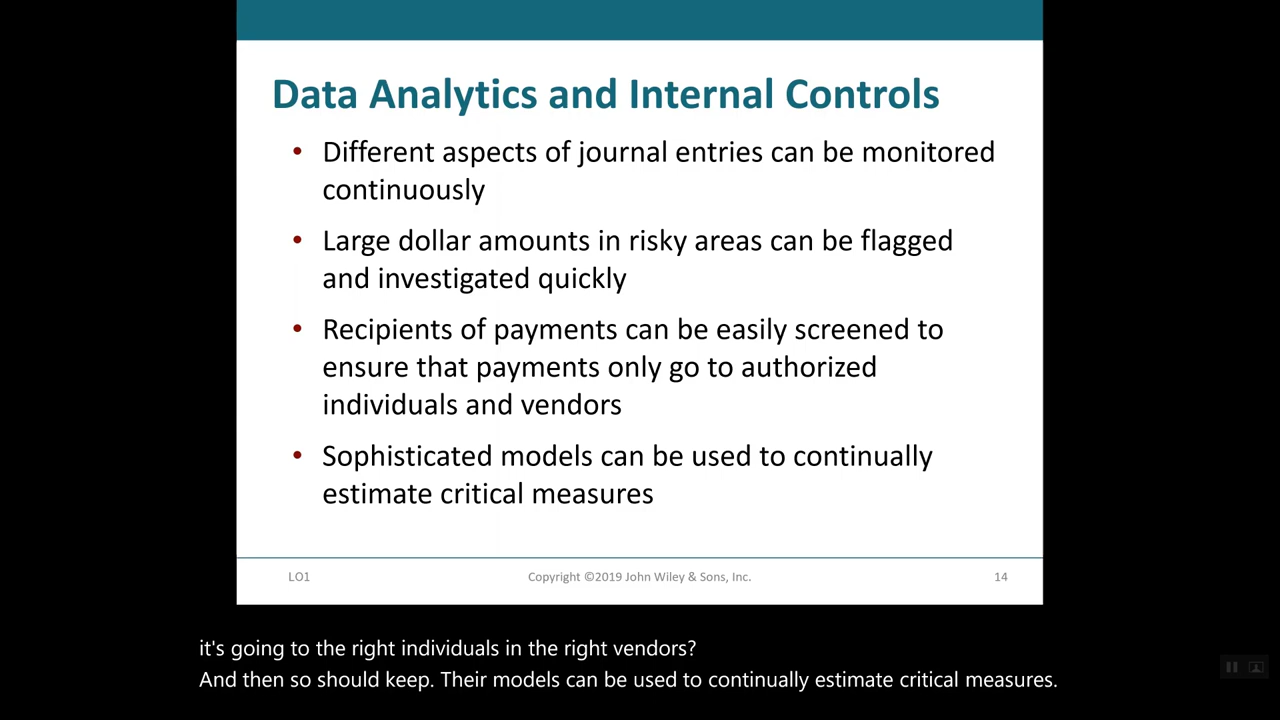 Data Analytics and Internal Controls
• Different aspects of journal entries can be monitored
continuously
• Large dollar amounts in risky areas can be flagged
and investigated quickly
• Recipients of payments can be easily screened to
ensure that payments only go to authorized
individuals and vendors
• Sophisticated models can be used to continually
estimate critical measures
LO1
Copyright ©2019 John Wiley & Sons, Inc.
14
it's going to the right individuals in the right vendors?
And then so should keep. Their models can be used to continually estimate critical measures.